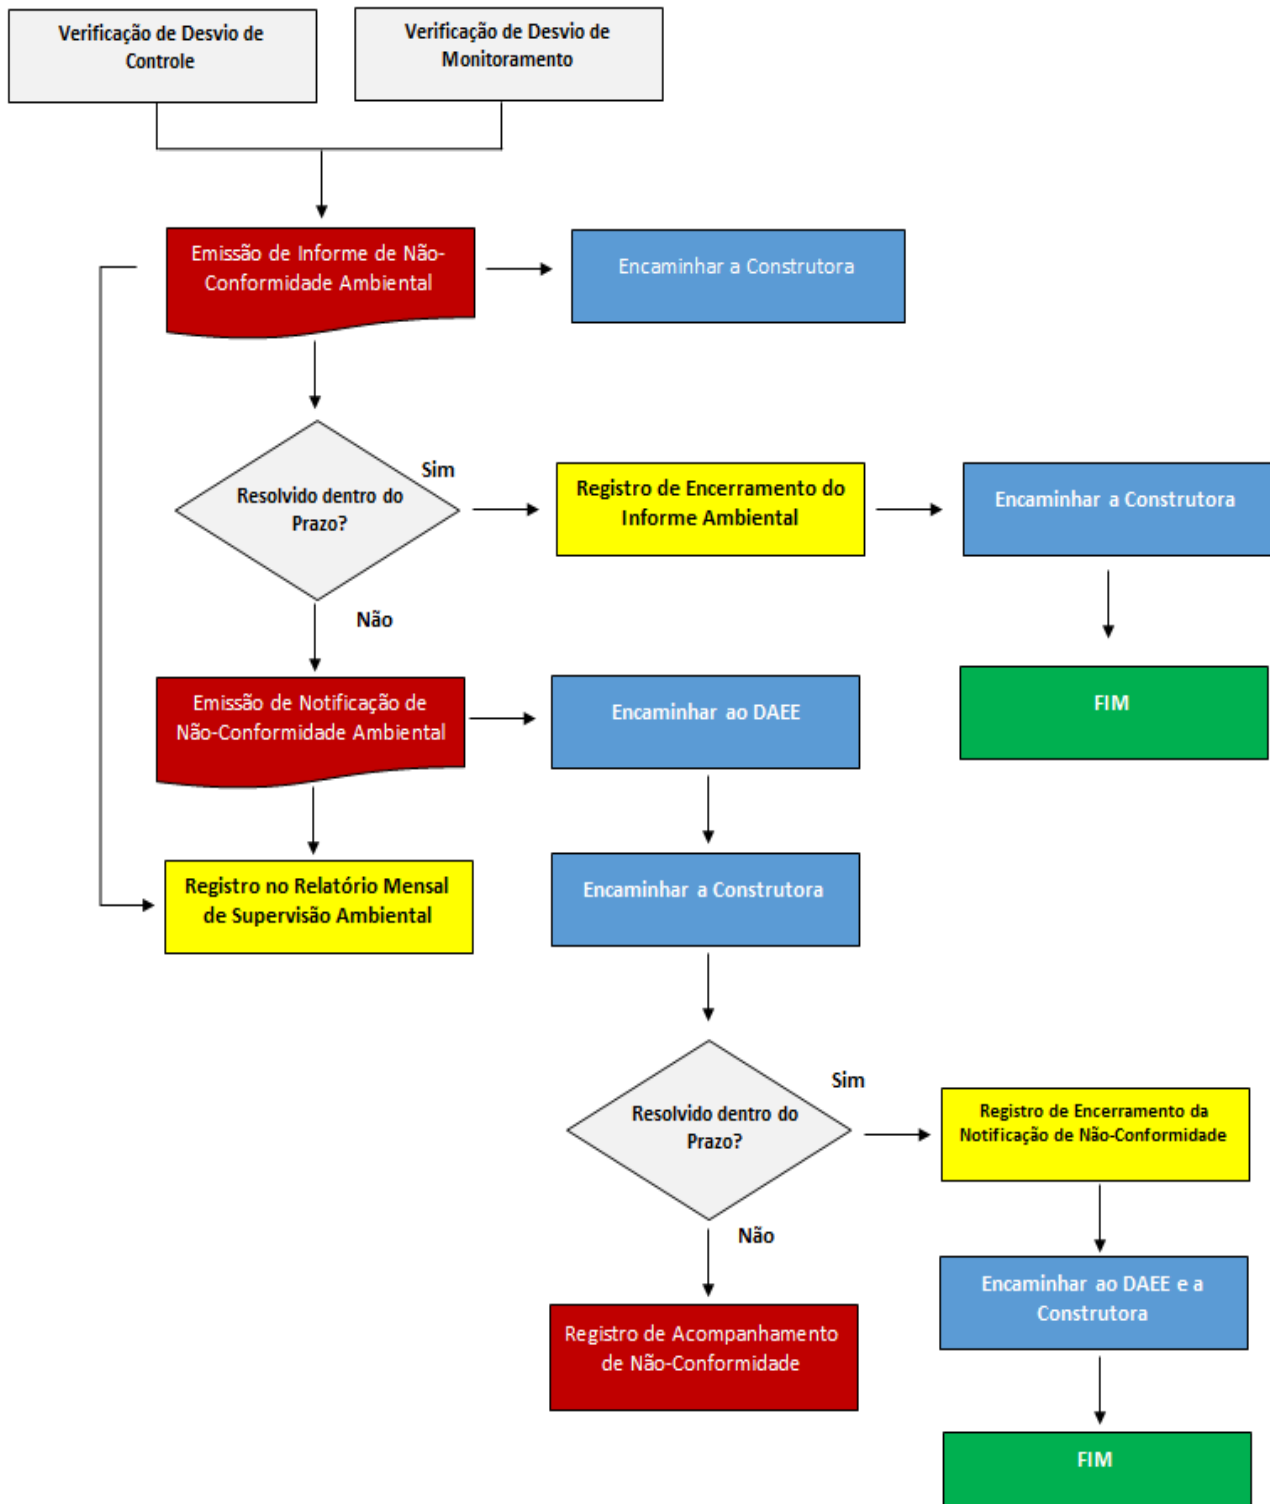 Verificação de Desvio de
Controle
Verificação de Desvio de
Monitoramento
Emissão de Informe de Não-
Conformidade Ambiental
Encaminhar a Construtora
Resolvido dentro do
Prazo?
Sim
Registro de Encerramento do
Informe Ambiental
Encaminhar a Construtora
Não
Emissão de Notificação de
Não-Conformidade Ambiental
Encaminhar ao DAEE
FIM
Registro no Relatório Mensal
de Supervisão Ambiental
Encaminhar a Construtora
Resolvido dentro do
Prazo?
Sim
Registro de Encerramento da
Notificação de Não-Conformidade
Não
Encaminhar ao DAEE e a
Construtora
Registro de Acompanhamento
de Não-Conformidade
FIM